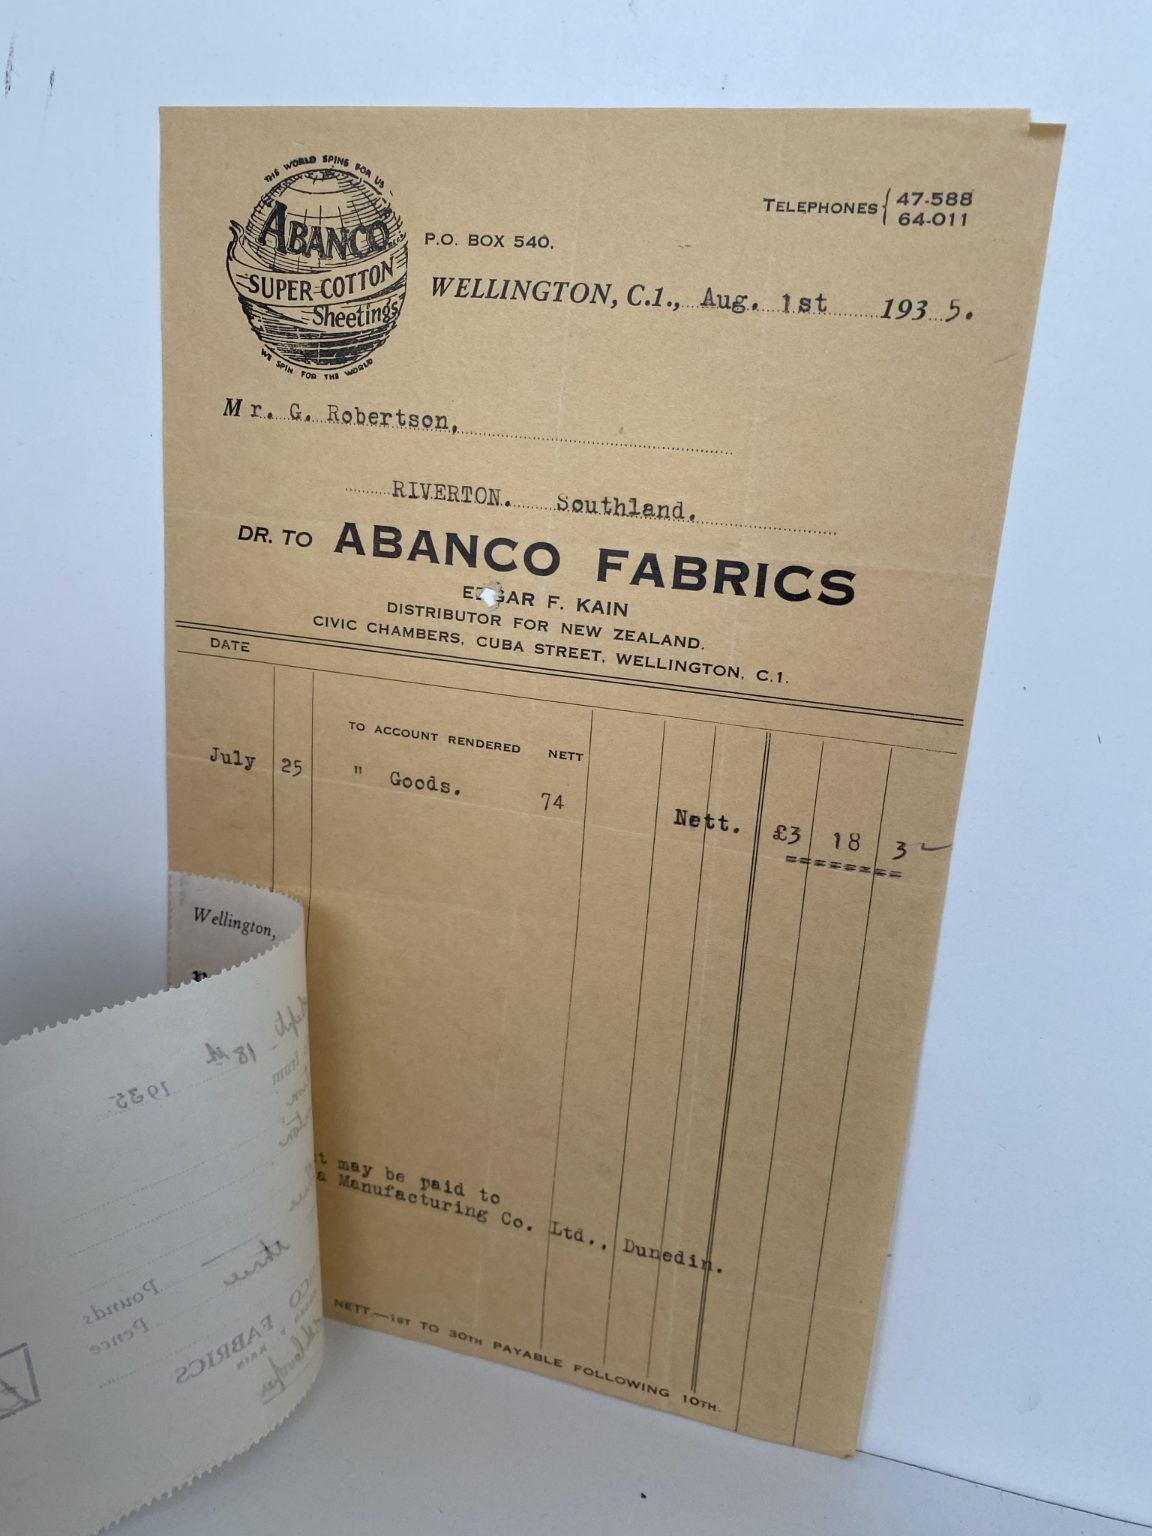 THE WORLD SPINS FOR US
ABANCO
SUPER-COTTON
Sheetings
WE SPIN FOR THE WORLD
TELEPHONES 47-588
64-011
P.O. BOX 540.
WELLINGTON, C.1., Aug. 1st 1935.
Mr. G. Robertson,
RIVERTON. Southland.
DR. TO ABANCO FABRICS
EDGAR F. KAIN
DISTRIBUTOR FOR NEW ZEALAND.
CIVIC CHAMBERS, CUBA STREET, WELLINGTON, C.1.
DATE
TO ACCOUNT RENDERED NETT
July 25 " Goods. 74 Nett. £3 18 3
may be paid to
Manufacturing Co. Ltd., Dunedin.
NETT.—1ST TO 30TH PAYABLE FOLLOWING 10TH.
Wellington,
18th
1935
three
Pounds
Pence
FABRICS
KAIN